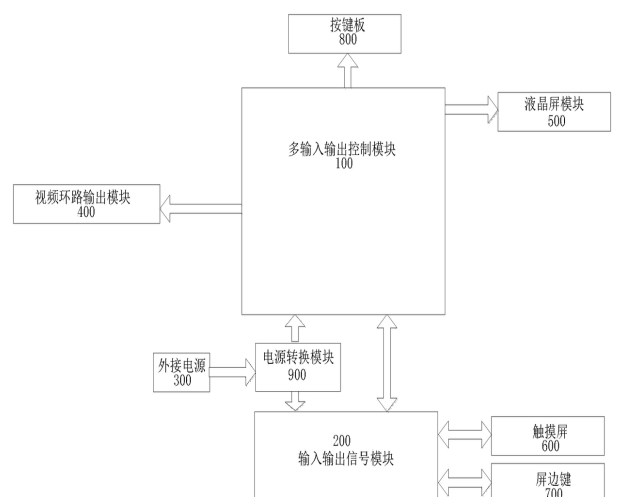 按键板
800
液晶屏模块
500
多输入输出控制模块
100
视频环路输出模块
400
外接电源
300
电源转换模块
900
200
输入输出信号模块
触摸屏
600
屏边键
700